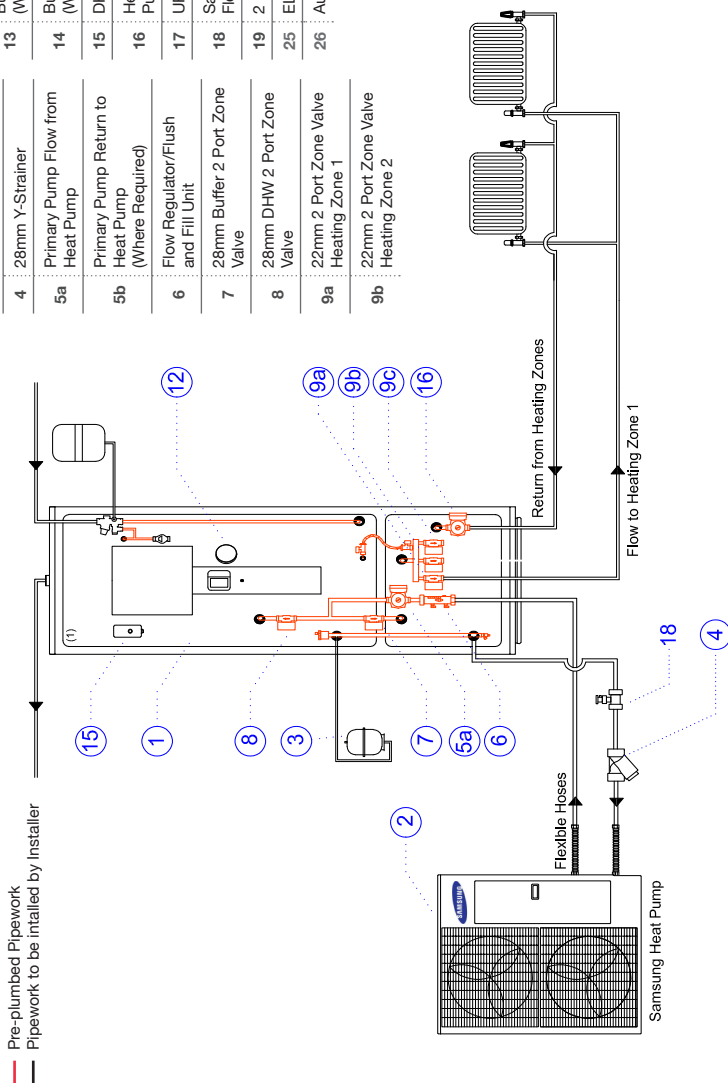 Pre-plumbed Pipework
Pipework to be intalled by Installer
4 28mm Y-Strainer
5a Primary Pump Flow from
Heat Pump
5b Primary Pump Return to
Heat Pump
(Where Required)
6 Flow Regulator/Flush
and Fill Unit
7 28mm Buffer 2 Port Zone
Valve
8 28mm DHW 2 Port Zone
Valve
9a 22mm 2 Port Zone Valve
Heating Zone 1
9b 22mm 2 Port Zone Valve
Heating Zone 2
13
14
15
16
17
18
19 2
25
26
(1)
15
1
8
3
7
5a
6
12
9a
9b
9c
16
2
18
4
SAMSUNG
Samsung Heat Pump
Flexible Hoses
Return from Heating Zones
Flow to Heating Zone 1